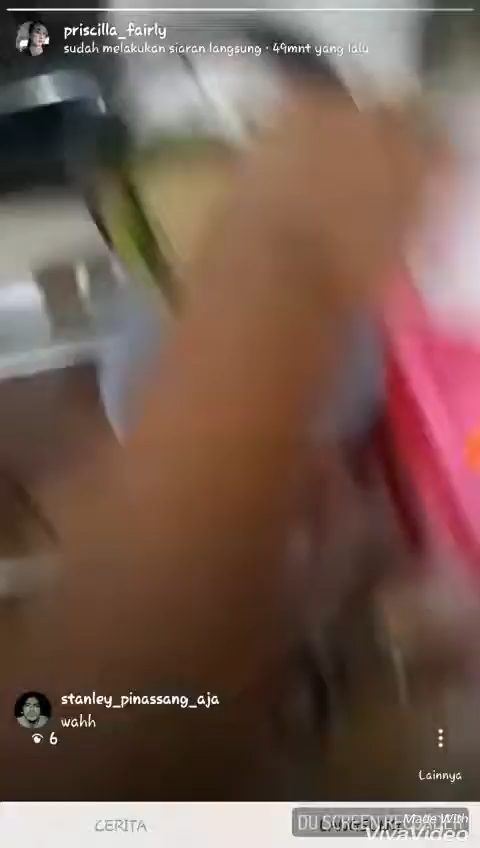 priscilla_fairly
sudah melakukan siaran langsung • 49mnt yang lalu
stanley_pinassang_aja
wahh
6
Lainnya
CERITA
DU SCREEN RECORDER
Made With
VivaVideo